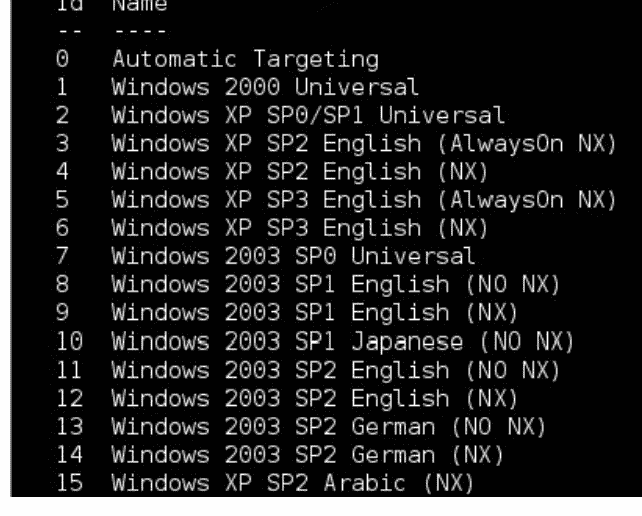 Id Name
-- ----
0 Automatic Targeting
1 Windows 2000 Universal
2 Windows XP SP0/SP1 Universal
3 Windows XP SP2 English (AlwaysOn NX)
4 Windows XP SP2 English (NX)
5 Windows XP SP3 English (AlwaysOn NX)
6 Windows XP SP3 English (NX)
7 Windows 2003 SP0 Universal
8 Windows 2003 SP1 English (NO NX)
9 Windows 2003 SP1 English (NX)
10 Windows 2003 SP1 Japanese (NO NX)
11 Windows 2003 SP2 English (NO NX)
12 Windows 2003 SP2 English (NX)
13 Windows 2003 SP2 German (NO NX)
14 Windows 2003 SP2 German (NX)
15 Windows XP SP2 Arabic (NX)